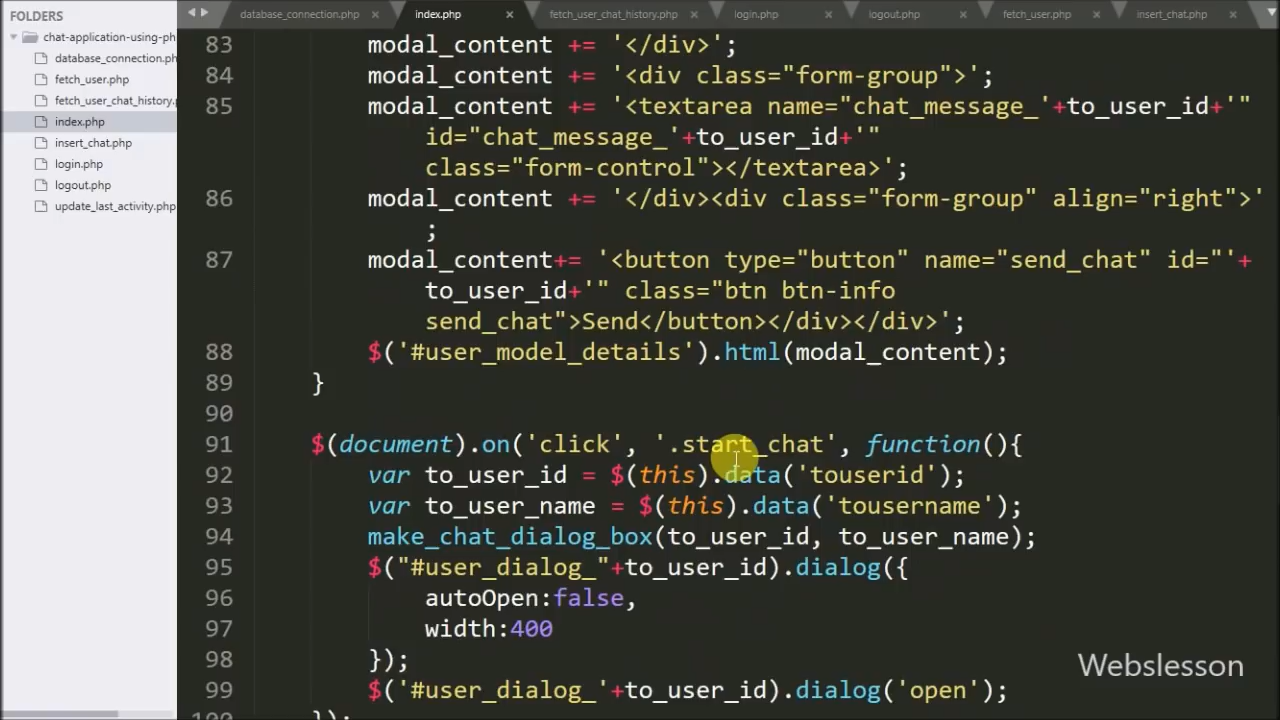 FOLDERS
chat-application-using-ph
database_connection.ph
fetch_user.php
fetch_user_chat_history.p
index.php
insert_chat.php
login.php
logout.php
update_last_activity.php
database_connection.php × index.php × fetch_user_chat_history.php × login.php × logout.php × fetch_user.php × insert_chat.php ×
83 modal_content += '</div>';
84 modal_content += '<div class="form-group">';
85 modal_content += '<textarea name="chat_message_'+to_user_id+'"
id="chat_message_'+to_user_id+'"
class="form-control"></textarea>';
86 modal_content += '</div><div class="form-group" align="right">'
;
87 modal_content+= '<button type="button" name="send_chat" id="'+
to_user_id+'" class="btn btn-info
send_chat">Send</button></div></div>';
88 $('#user_model_details').html(modal_content);
89 }
90
91 $(document).on('click', '.start_chat', function(){
92 var to_user_id = $(this).data('touserid');
93 var to_user_name = $(this).data('tousername');
94 make_chat_dialog_box(to_user_id, to_user_name);
95 $("#user_dialog_"+to_user_id).dialog({
96 autoOpen:false,
97 width:400
98 });
99 $('#user_dialog_'+to_user_id).dialog('open');
100 });
Webslesson